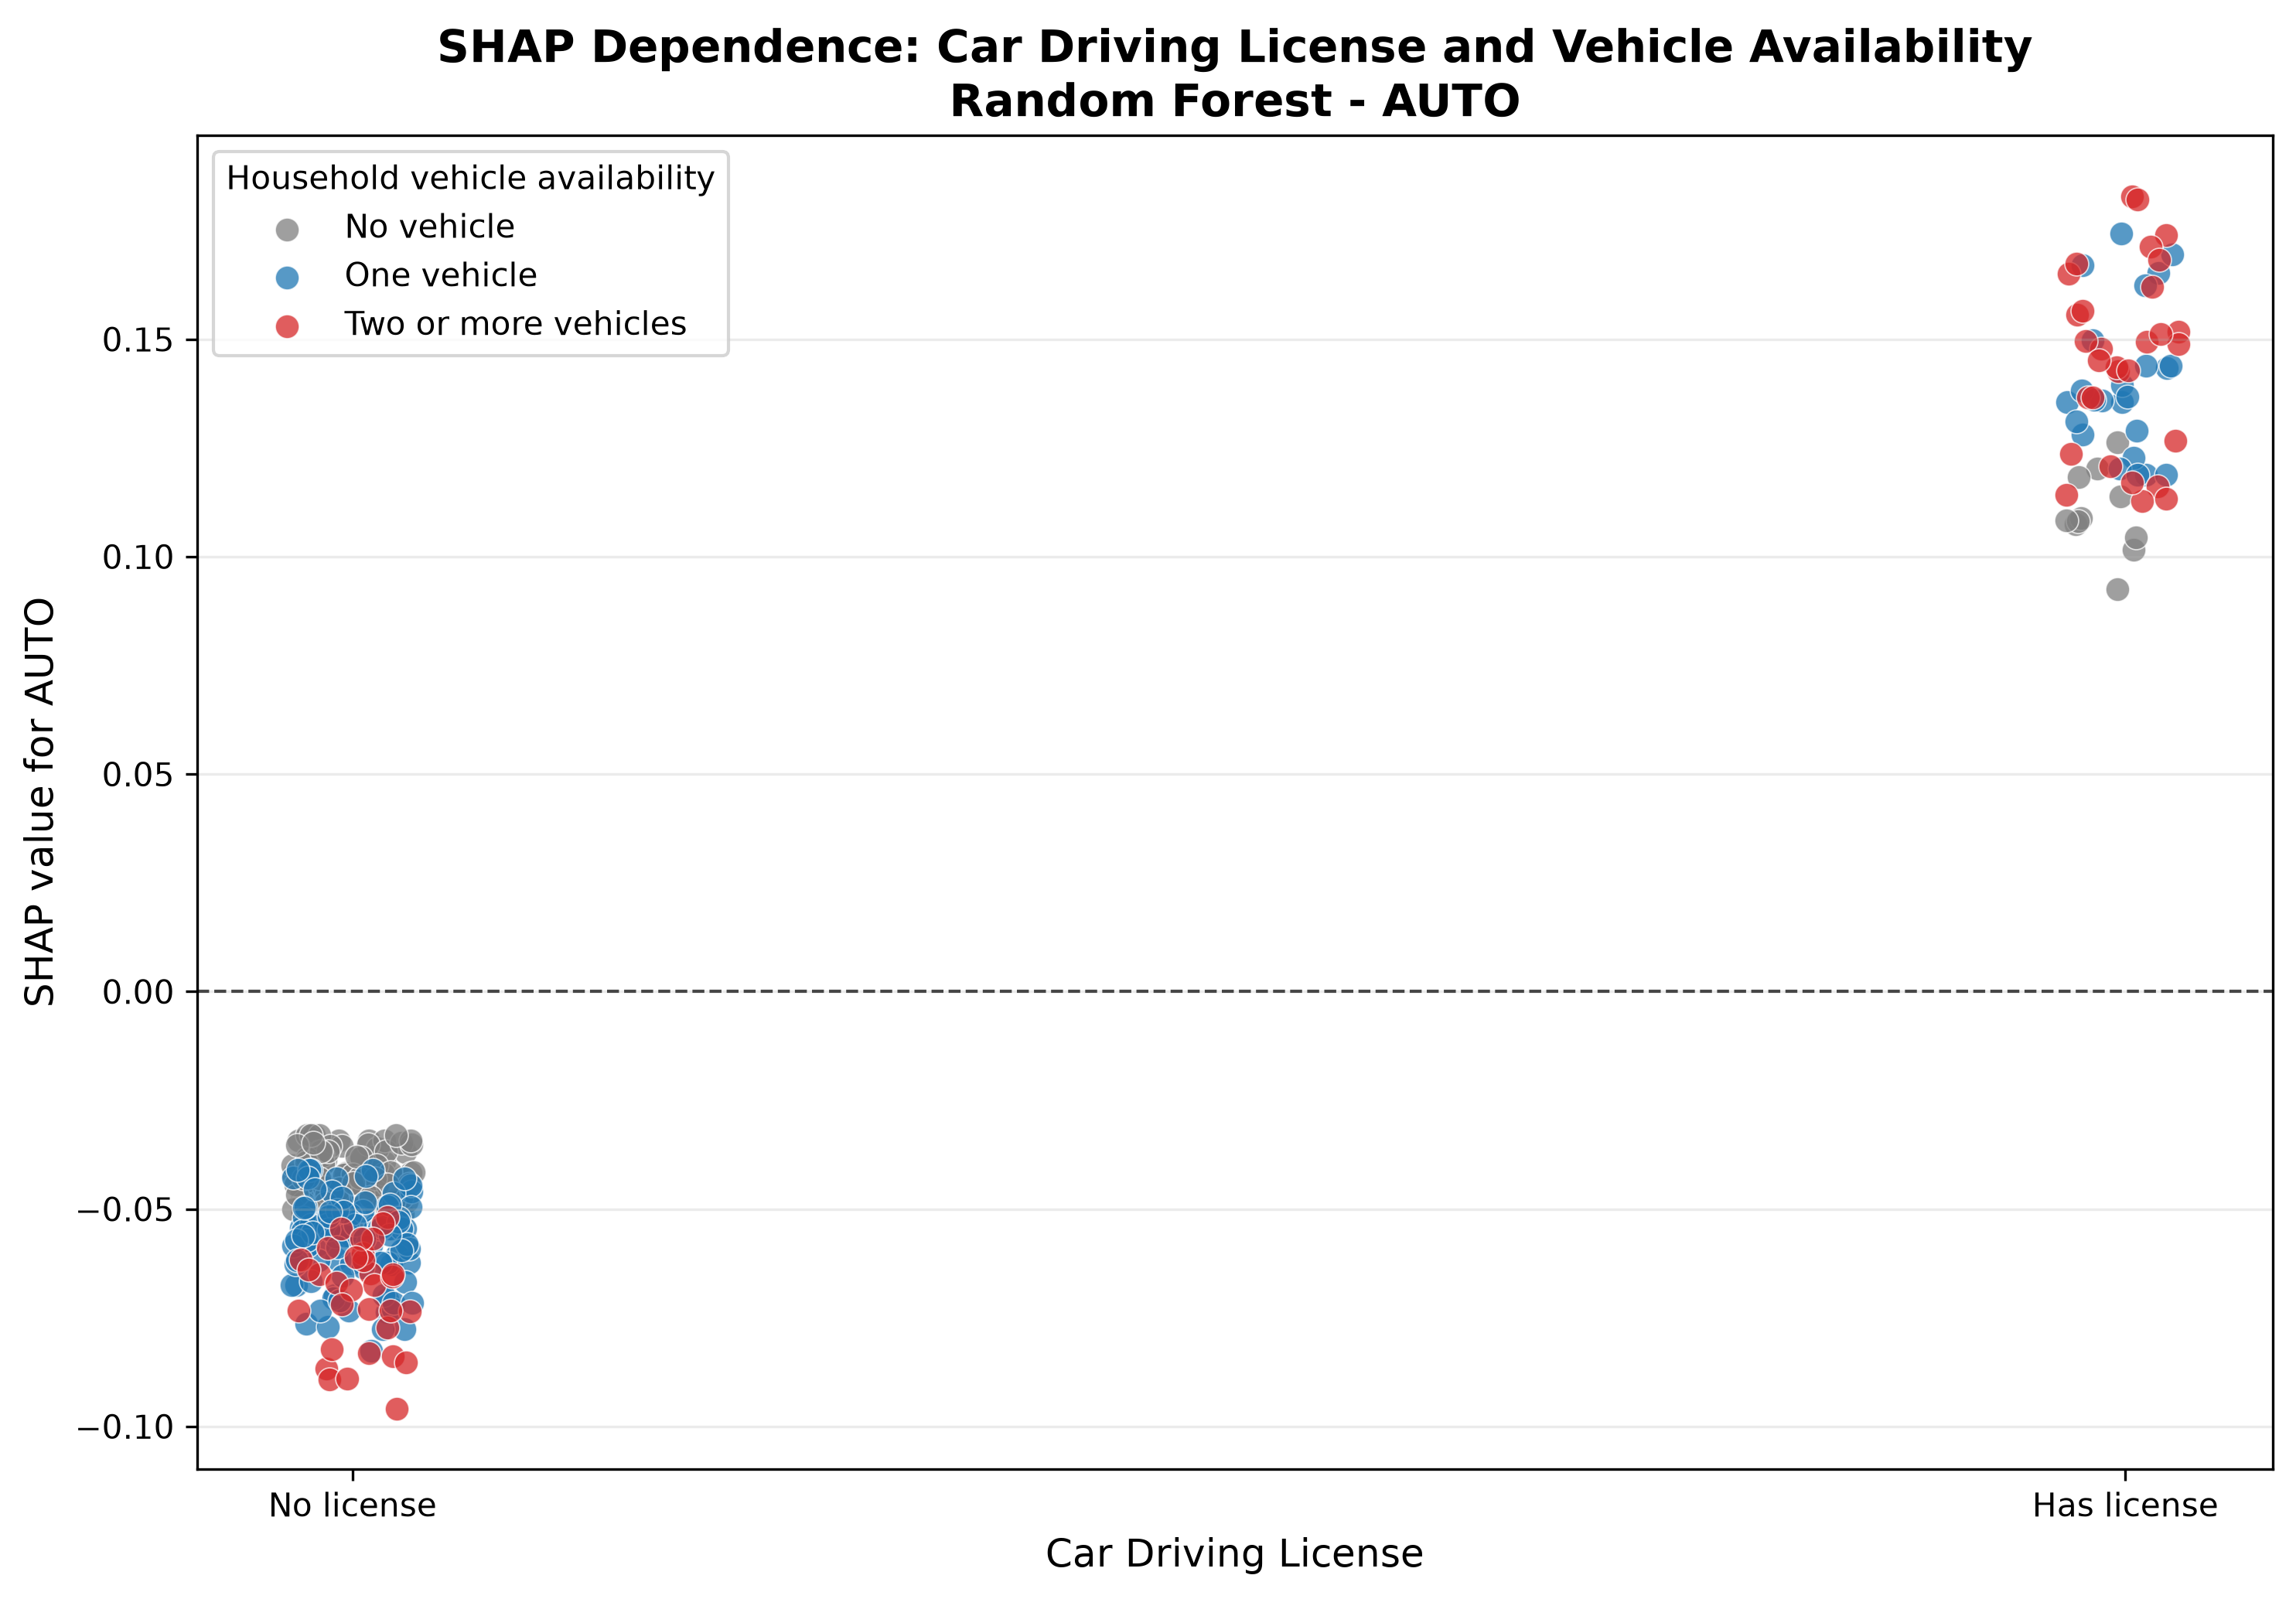 SHAP Dependence: Car Driving License and Vehicle Availability
Random Forest - AUTO
Household vehicle availability
No vehicle
One vehicle
Two or more vehicles
SHAP value for AUTO
0.15
0.10
0.05
0.00
−0.05
−0.10
No license
Has license
Car Driving License